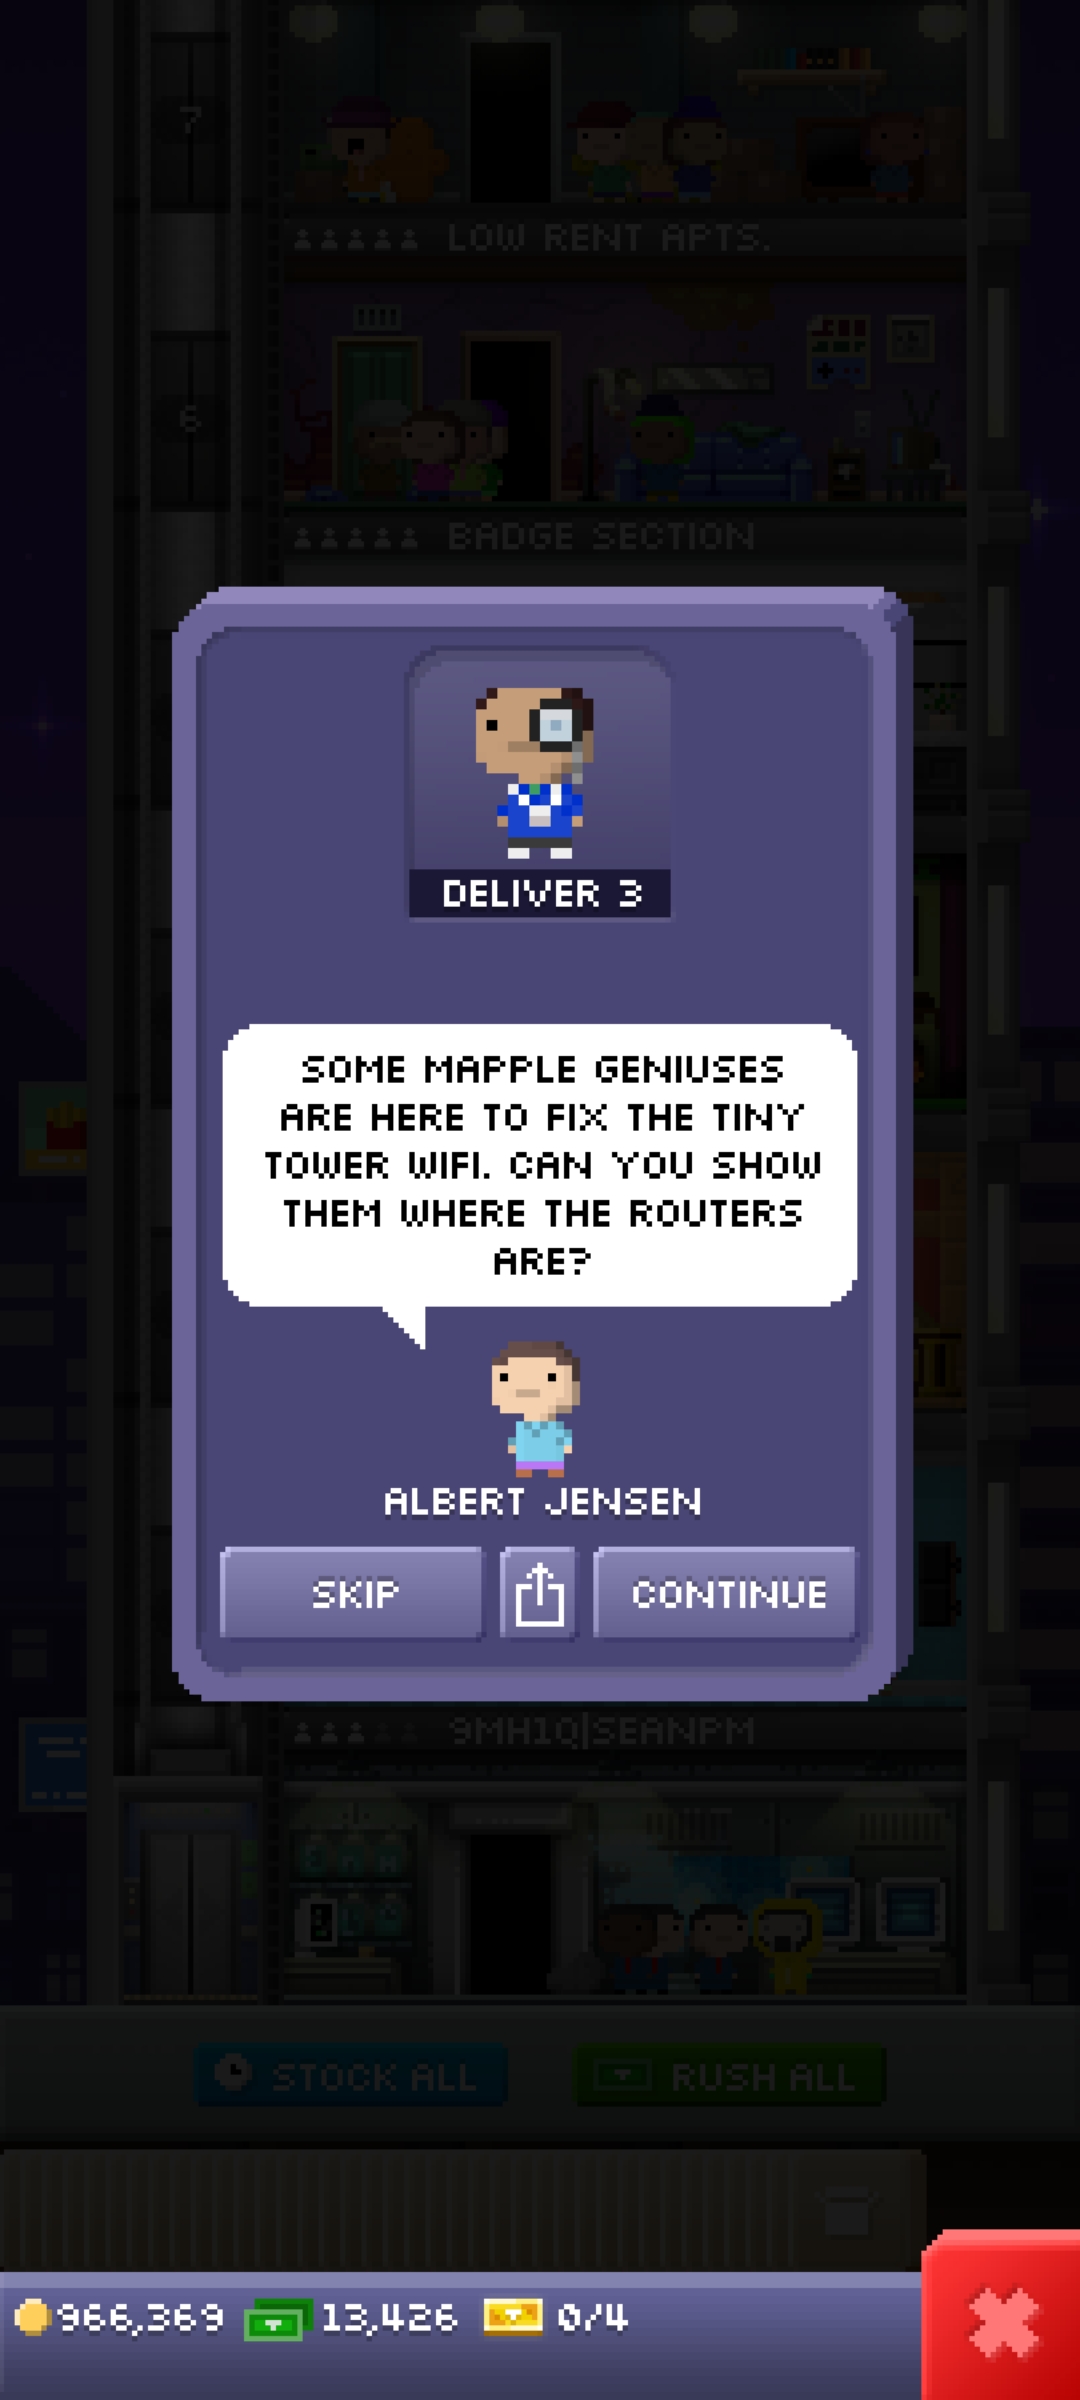 7
LOW RENT APTS.
6
BADGE SECTION
DELIVER 3
SOME MAPPLE GENIUSES
ARE HERE TO FIX THE TINY
TOWER WIFI. CAN YOU SHOW
THEM WHERE THE ROUTERS
ARE?
ALBERT JENSEN
SKIP
CONTINUE
9MH1Q|SEANPM
STOCK ALL
RUSH ALL
966,369
13,426
0/4